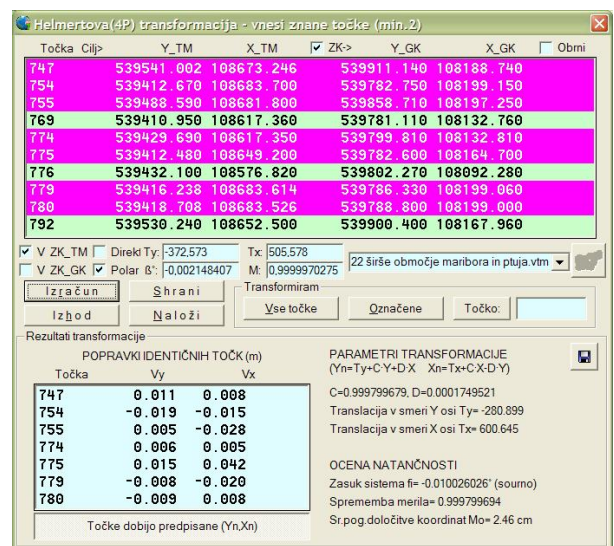 Helmertova(4P) transformacija - vnesi znane točke (min.2)
Točka Cilj> Y_TM X_TM ZK-> Y_GK X_GK Obrni
747 539541.002 108673.246 539911.140 108188.740
754 539412.670 108683.700 539782.750 108199.150
755 539488.590 108681.800 539858.710 108197.250
769 539410.950 108617.360 539781.110 108132.760
774 539429.690 108617.350 539799.810 108132.810
775 539412.480 108649.200 539782.600 108164.700
776 539432.100 108576.820 539802.270 108092.280
779 539416.238 108683.614 539786.330 108199.060
780 539418.708 108683.526 539788.800 108199.000
792 539530.240 108652.500 539900.400 108167.960
V ZK_TM Direkt Ty: -372,573 Tx: 505,578
V ZK_GK Polar ß': -0,002148407 M: 0,9999970275
22 širše območje maribora in ptuja.vtm
Izračun Shrani
Izhod Naloži
Transformiram
Vse točke Označene Točko:
Rezultati transformacije
POPRAVKI IDENTIČNIH TOČK (m)
Točka Vy Vx
747 0.011 0.008
754 -0.019 -0.015
755 0.005 -0.028
774 0.006 0.005
775 0.015 0.042
779 -0.008 -0.020
780 -0.009 0.008
Točke dobijo predpisane (Yn,Xn)
PARAMETRI TRANSFORMACIJE
(Yn=Ty+C·Y+D·X Xn=Tx+C·X-D·Y)
C=0.999799679, D=0.0001749521
Translacija v smeri Y osi Ty= -280.899
Translacija v smeri X osi Tx= 600.645
OCENA NATANČNOSTI
Zasuk sistema fi= -0.010026026° (sourno)
Sprememba merila= 0.999799694
Sr.pog.določitve koordinat Mo= 2.46 cm